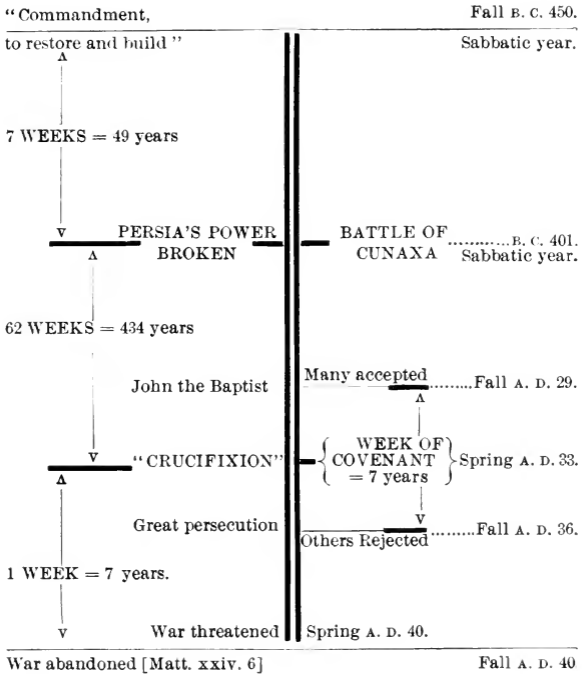 “Commandment, Fall B. C. 450.
to restore and build” Sabbatic year.
7 WEEKS = 49 years
PERSIA'S POWER BATTLE OF
BROKEN CUNAXA ...........B. C. 401.
Sabbatic year.
62 WEEKS = 434 years
Many accepted
John the Baptist .........Fall A. D. 29.
WEEK OF
“CRUCIFIXION” COVENANT Spring A. D. 33.
= 7 years
Great persecution .........Fall A. D. 36.
Others Rejected
1 WEEK = 7 years.
War threatened Spring A. D. 40.
War abandoned [Matt. xxiv. 6] Fall A. D. 40